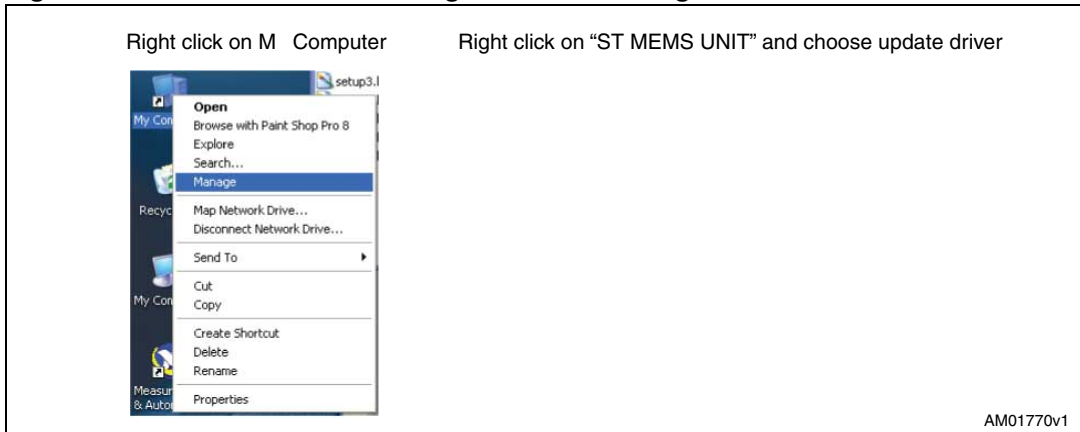 Right click on M Computer
Right click on “ST MEMS UNIT” and choose update driver
setup3.l
My Con
Open
Browse with Paint Shop Pro 8
Explore
Search...
Manage
Recyc
Map Network Drive...
Disconnect Network Drive...
Send To
My Con
Cut
Copy
Create Shortcut
Delete
Rename
Measur
& Autor
Properties
AM01770v1